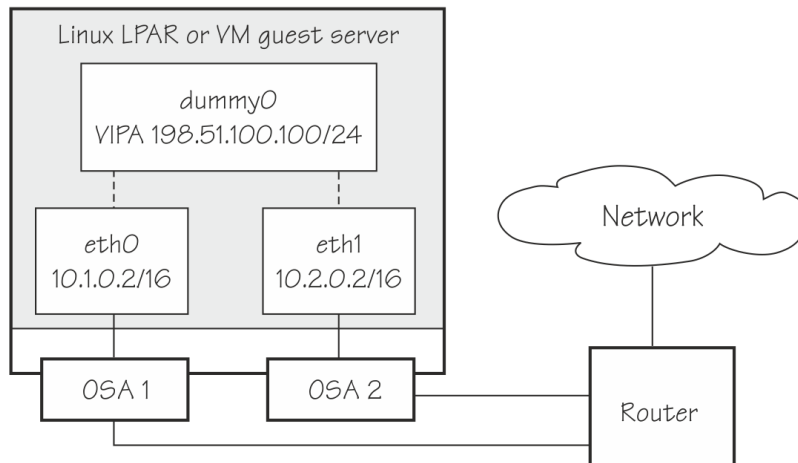 Linux LPAR or VM guest server
dummy0
VIPA 198.51.100.100/24
eth0
10.1.0.2/16
eth1
10.2.0.2/16
Network
OSA 1
OSA 2
Router